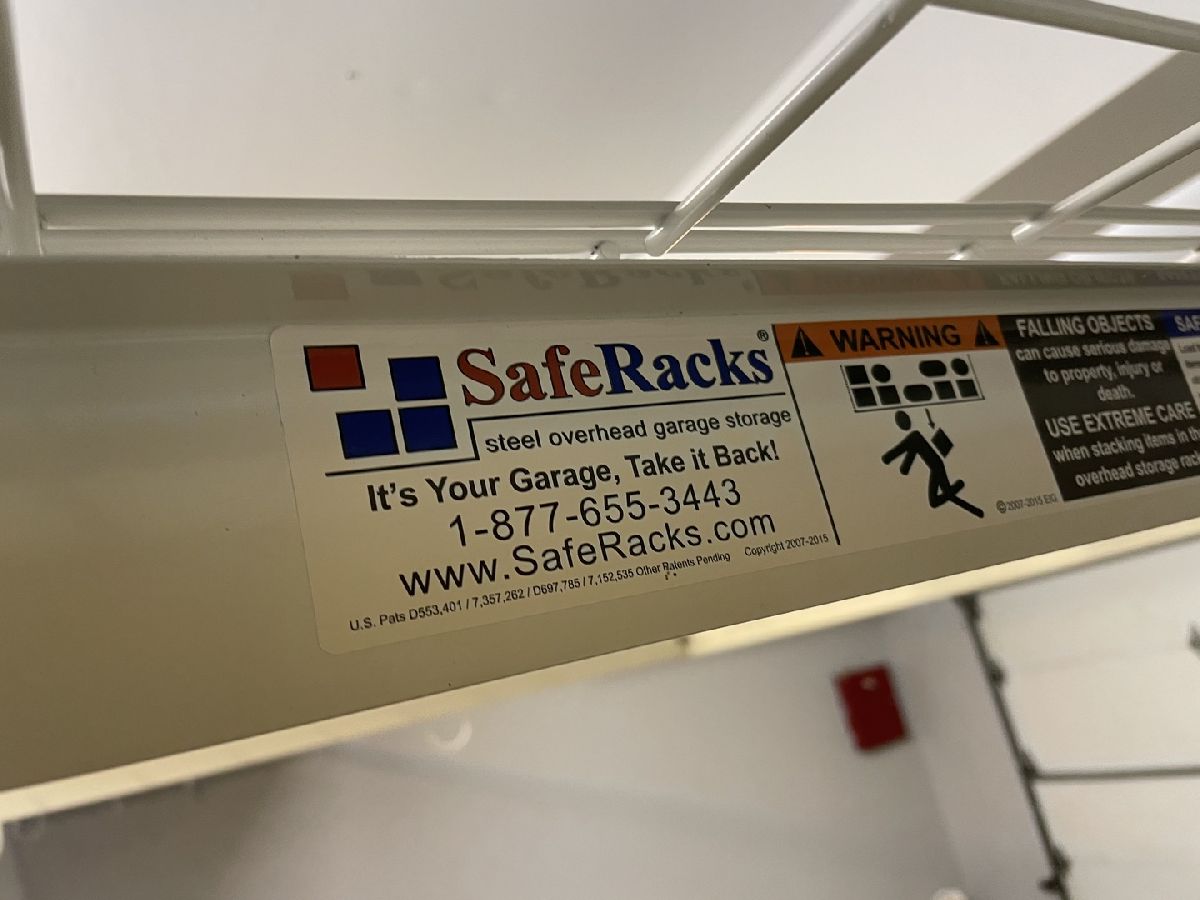 SafeRacks®
steel overhead garage storage
It's Your Garage, Take it Back!
1-877-655-3443
www.SafeRacks.com
U.S. Pats D553,401 / 7,357,262 / D697,785 / 7,152,535 Other Patents Pending Copyright 2007-2015
WARNING
©2007-2015 EIG
FALLING OBJECTS
can cause serious damage
to property, injury or
death.
USE EXTREME CARE
when stacking items in
overhead storage